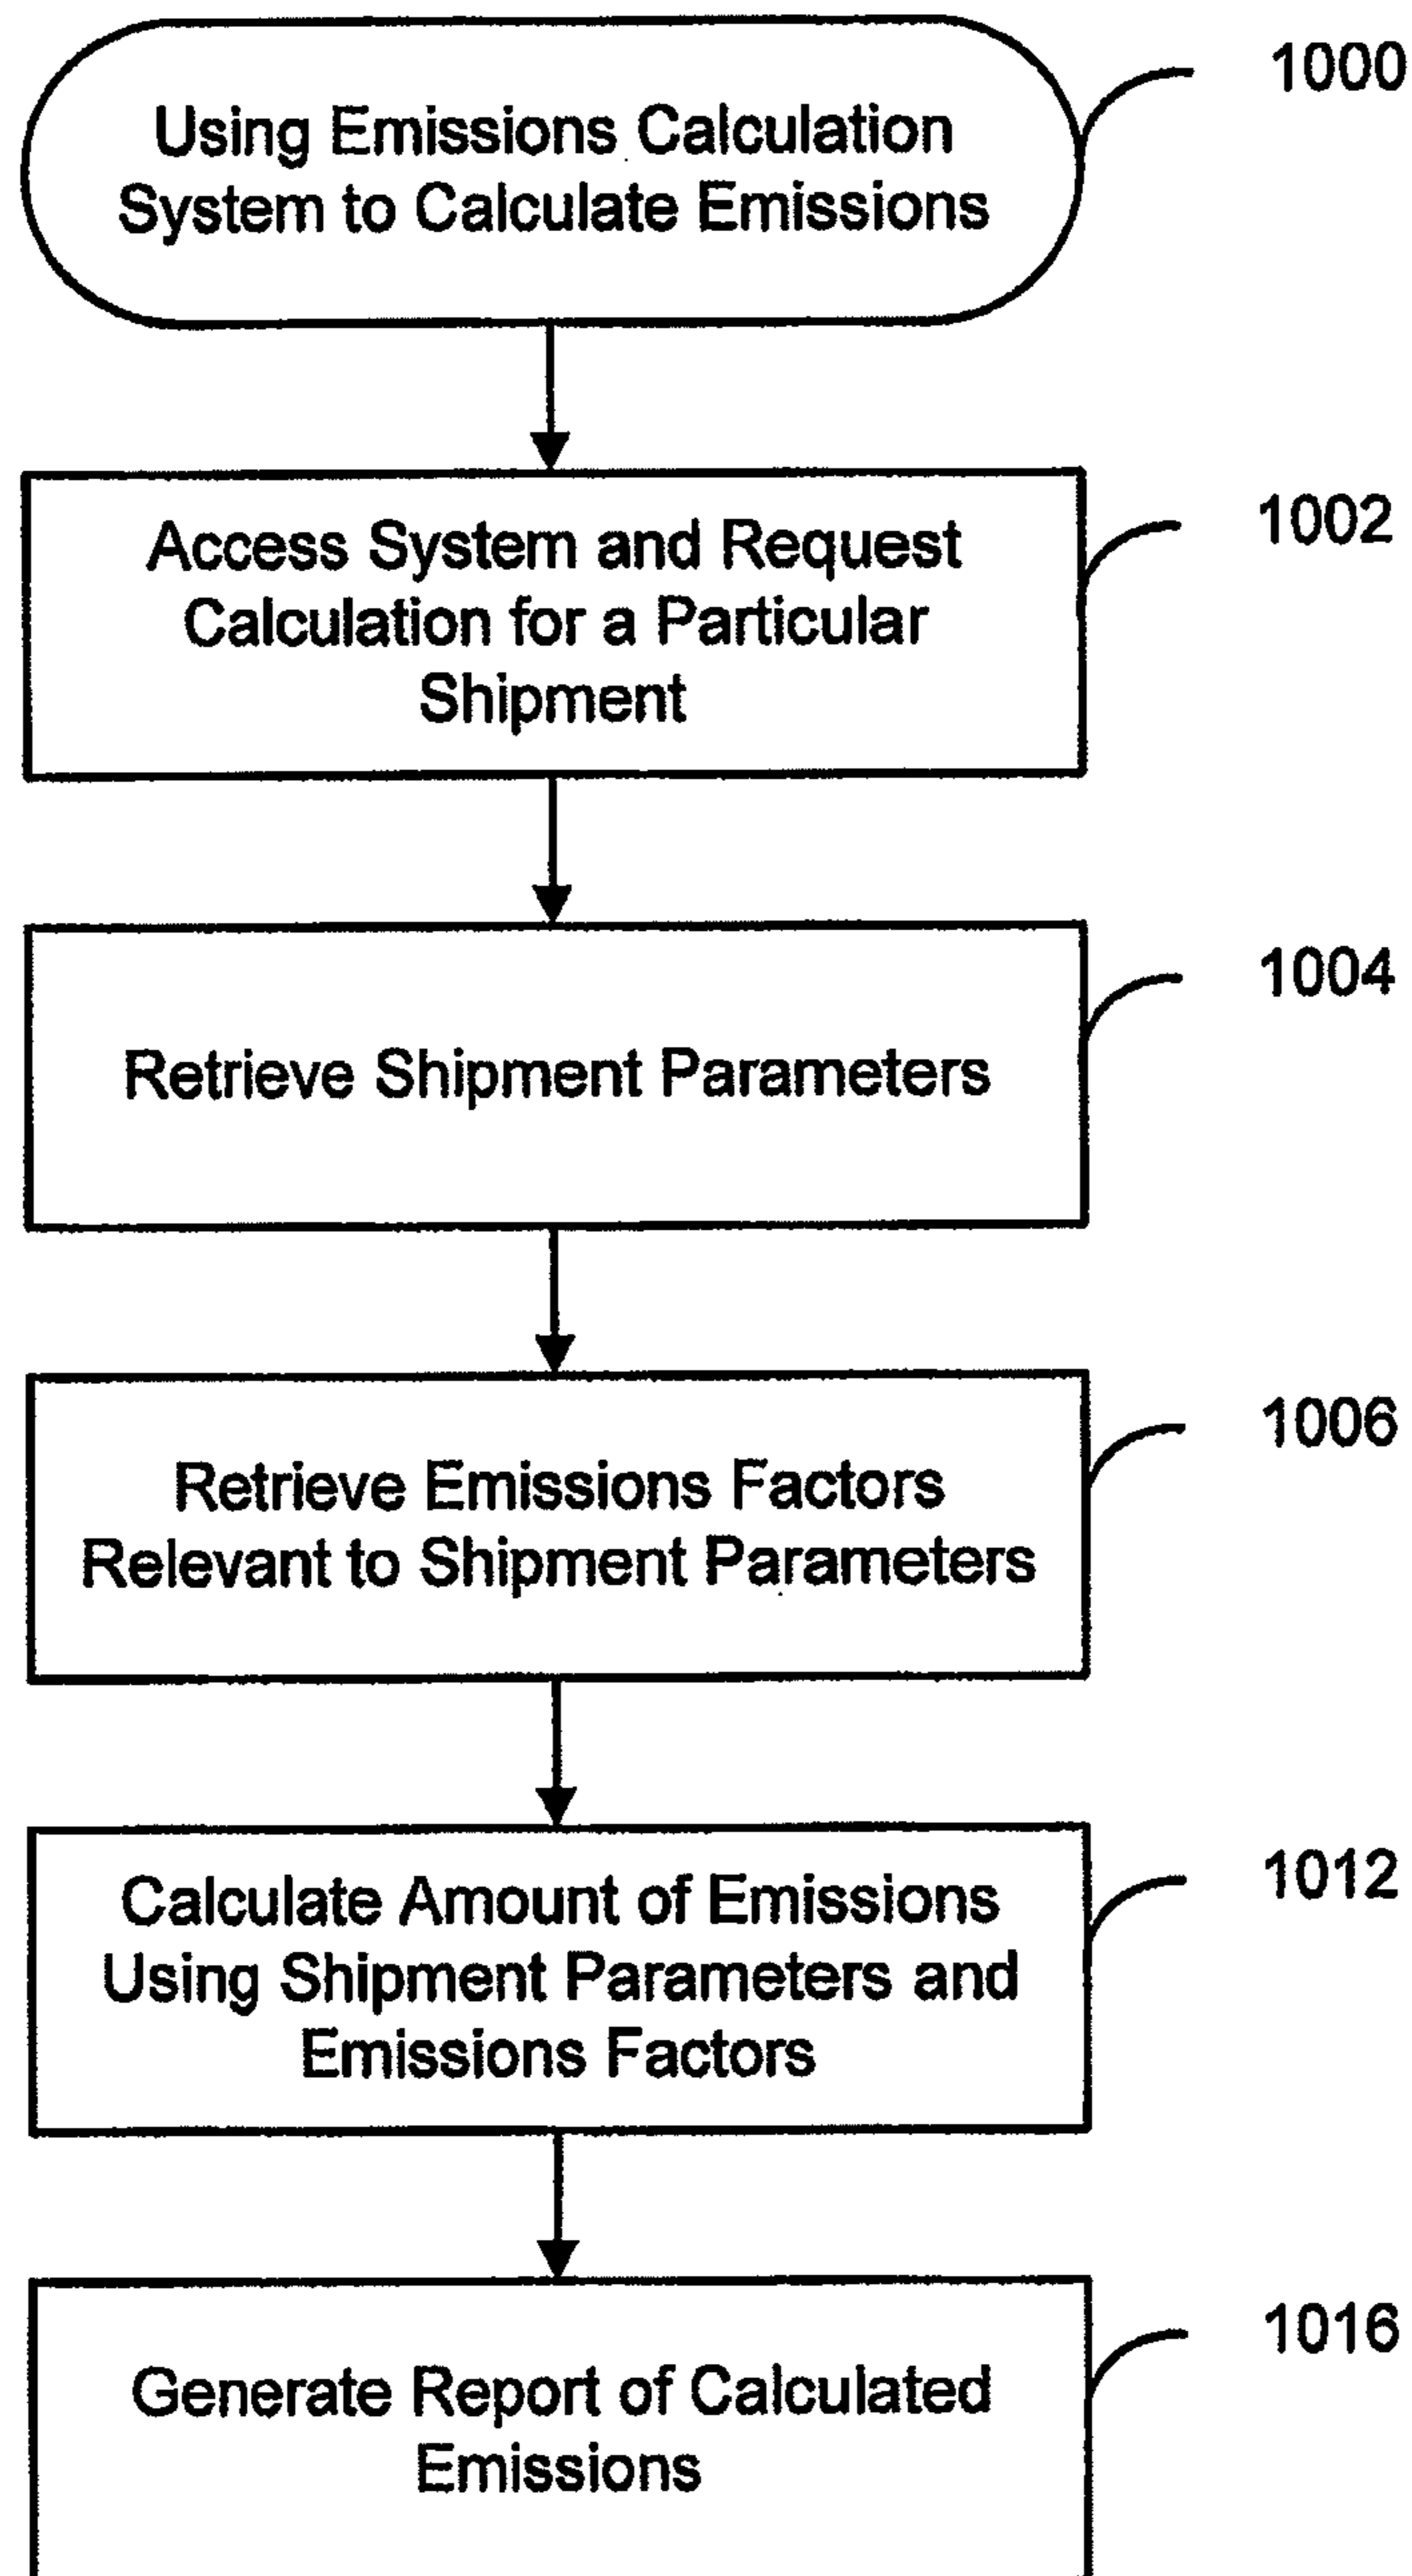 1000
Using Emissions Calculation
System to Calculate Emissions
1002
Access System and Request
Calculation for a Particular
Shipment
1004
Retrieve Shipment Parameters
1006
Retrieve Emissions Factors
Relevant to Shipment Parameters
1012
Calculate Amount of Emissions
Using Shipment Parameters and
Emissions Factors
1016
Generate Report of Calculated
Emissions